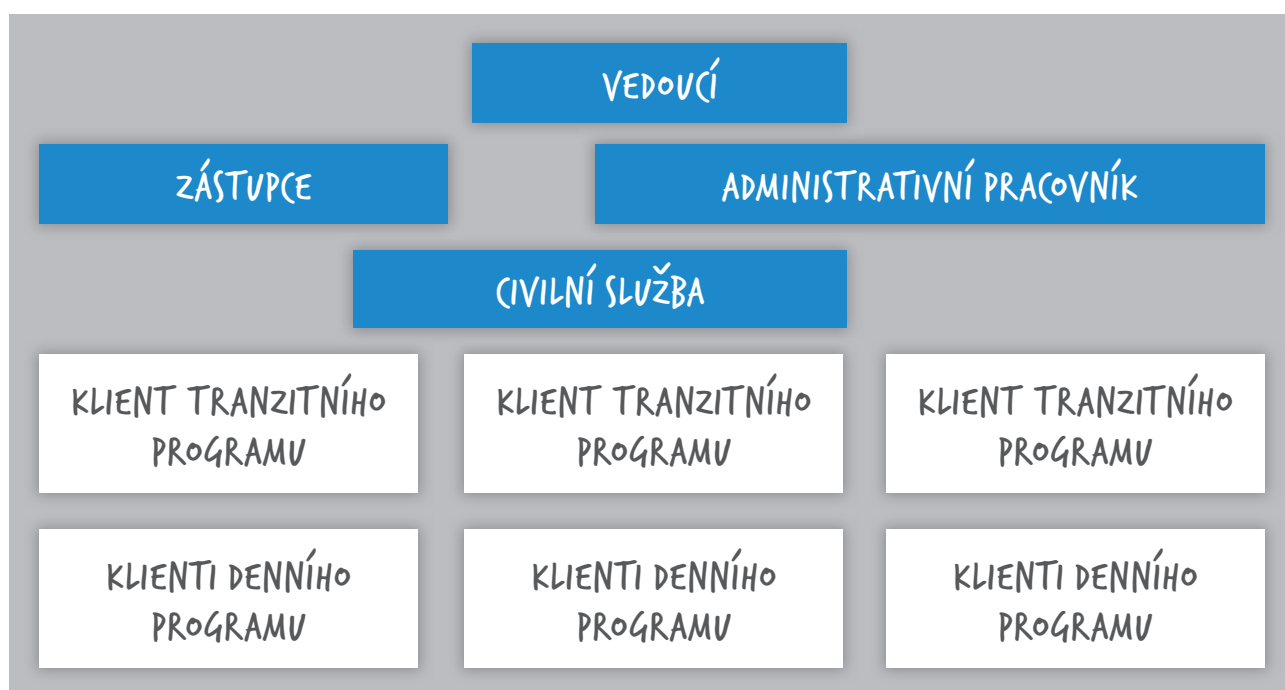 VEDOUCÍ
ZÁSTUPCE
ADMINISTRATIVNÍ PRACOVNÍK
CIVILNÍ SLUŽBA
KLIENT TRANZITNÍHO
PROGRAMU
KLIENT TRANZITNÍHO
PROGRAMU
KLIENT TRANZITNÍHO
PROGRAMU
KLIENTI DENNÍHO
PROGRAMU
KLIENTI DENNÍHO
PROGRAMU
KLIENTI DENNÍHO
PROGRAMU